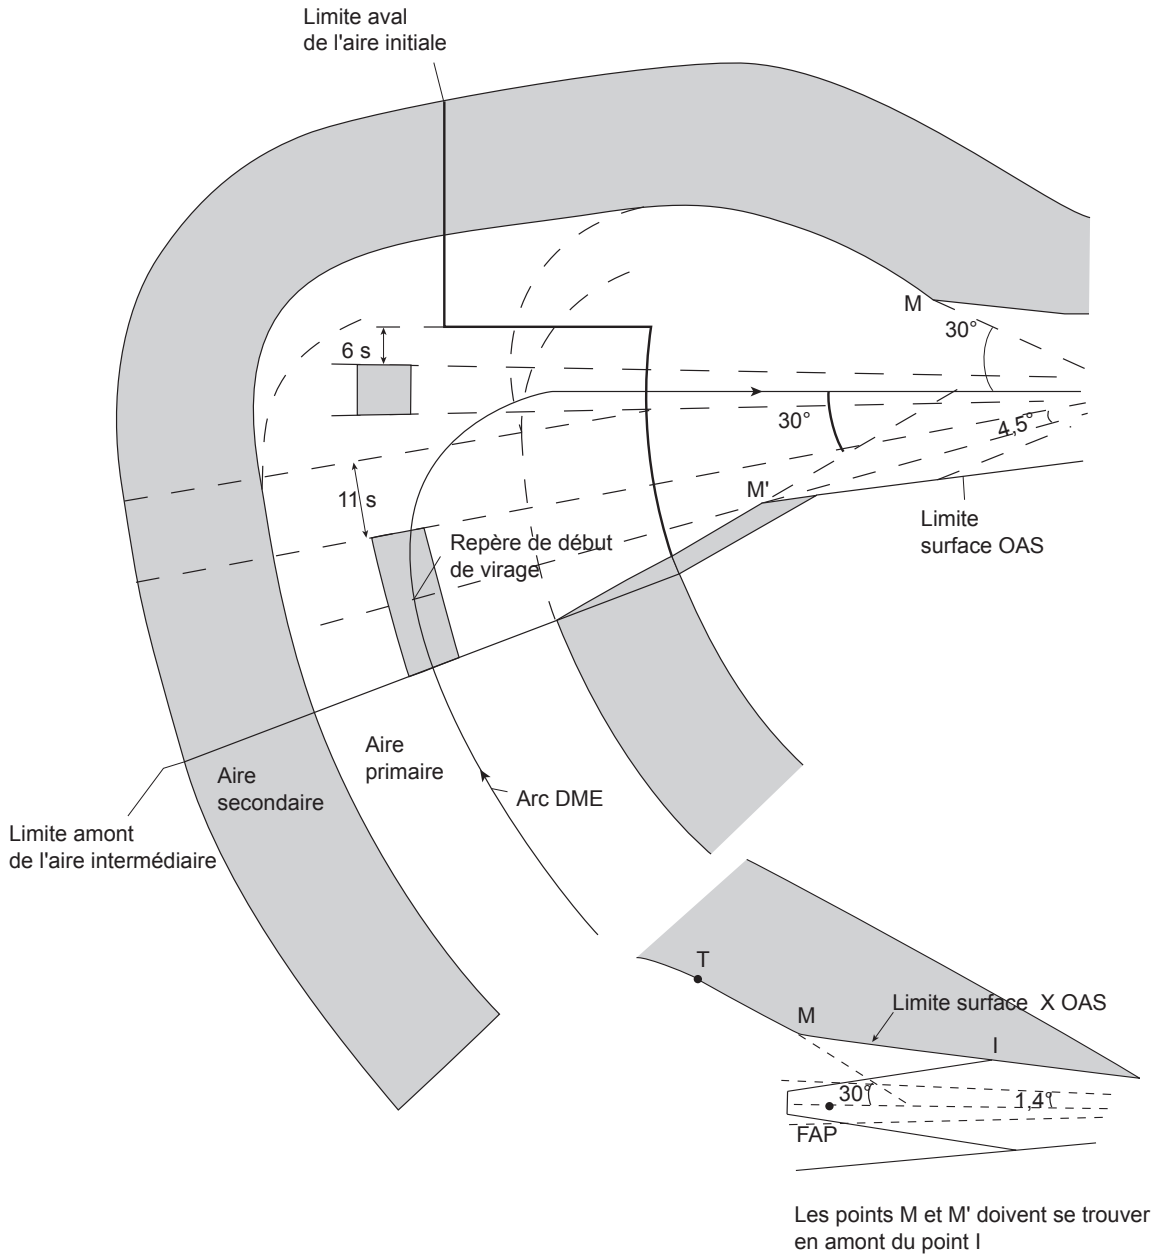 Limite aval
de l'aire initiale
M
30°
6 s
30°
4,5°
M'
11 s
Limite
surface OAS
Repère de début
de virage
Aire
primaire
Aire
secondaire
Arc DME
Limite amont
de l'aire intermédiaire
T
Limite surface X OAS
M
I
30°
1,4°
FAP
Les points M et M' doivent se trouver
en amont du point I